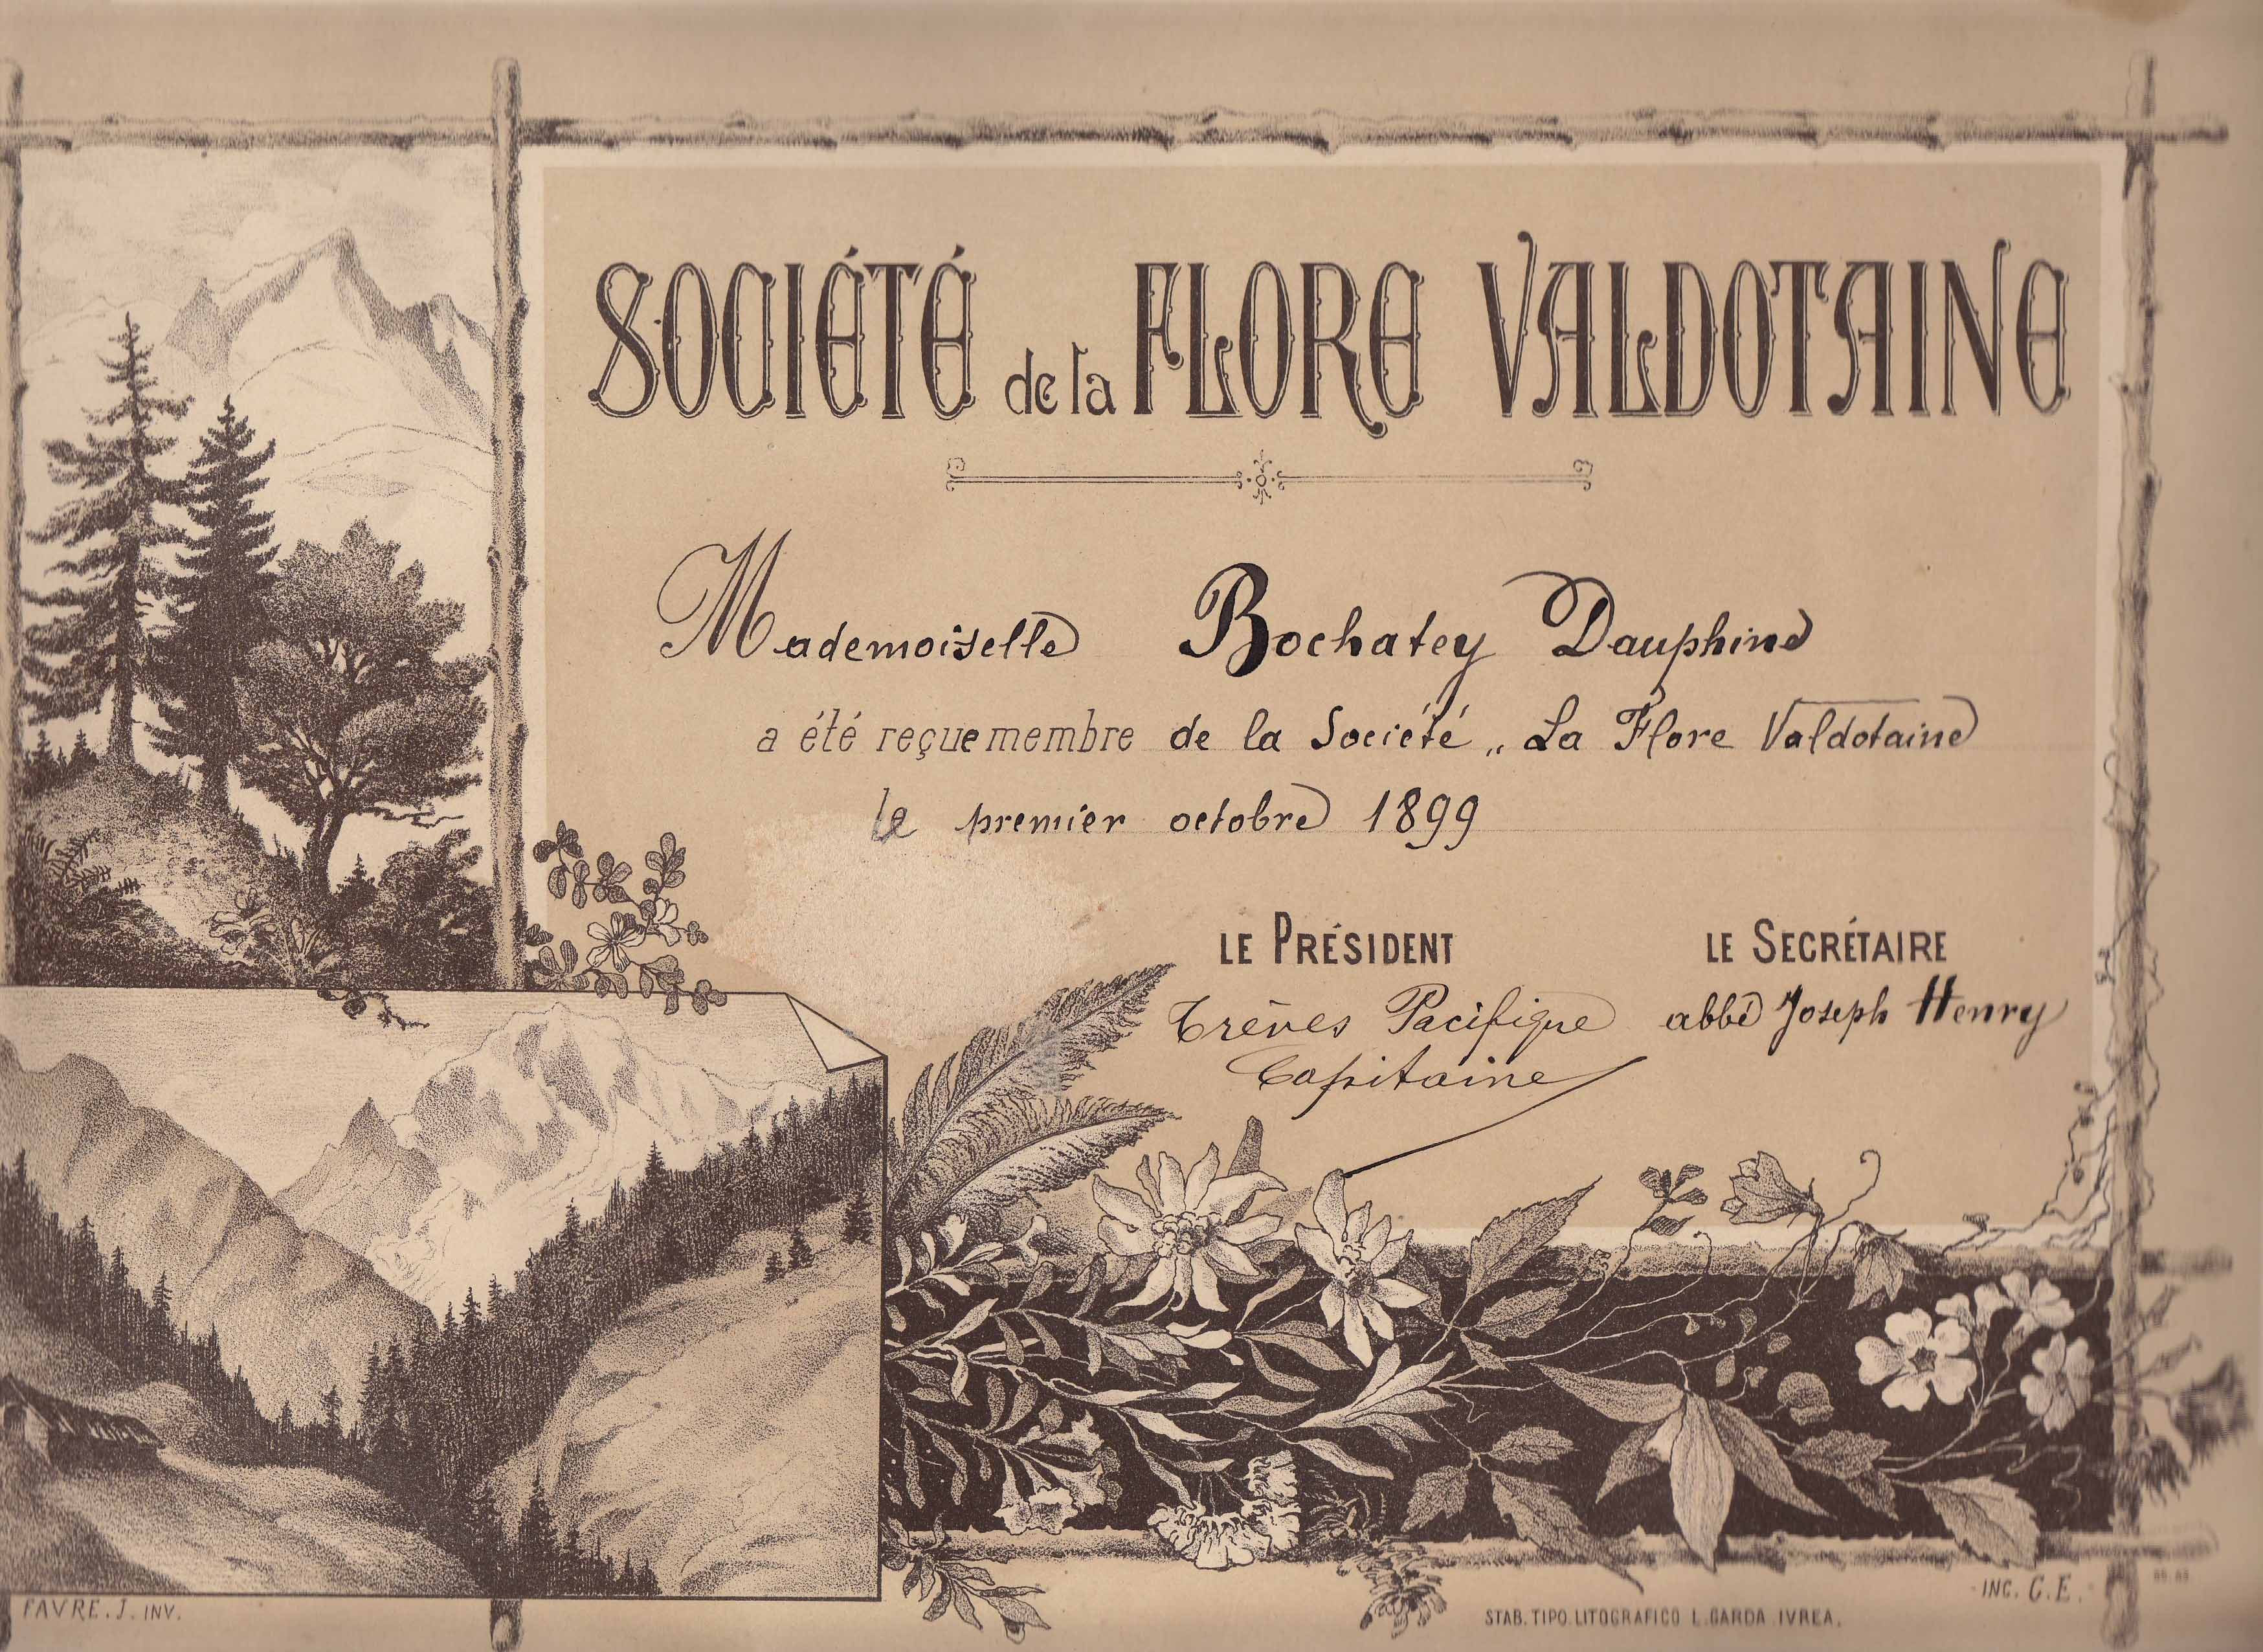 SOCIÉTÉ de la FLORE VALDOTAINE
Mademoiselle Bochatey Dauphine
a été reçue membre de la Société „ La Flore Valdotaine
le premier octobre 1899
LE PRÉSIDENT LE SECRÉTAIRE
Trèves Pacifique abbé Joseph Henry
Capitaine
FAVRE. J. INV.
INC. G. E.
STAB. TIPO. LITOGRAFICO L. GARDA . IVREA.